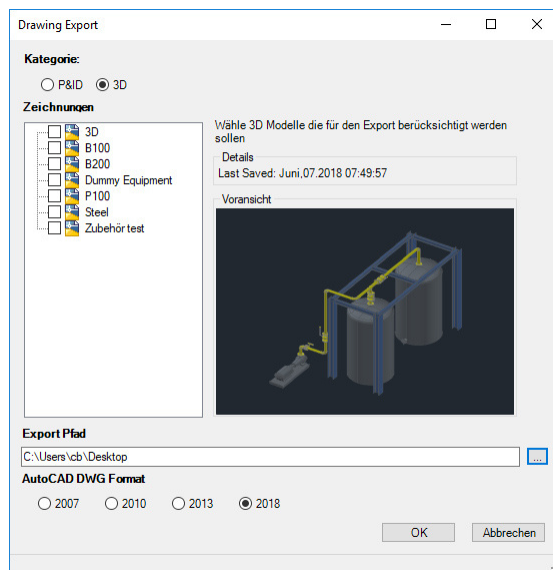 Drawing Export
Kategorie:
P&ID 3D
Zeichnungen
3D
B100
B200
Dummy Equipment
P100
Steel
Zubehör test
Wähle 3D Modelle die für den Export berücksichtigt werden
sollen
Details
Last Saved: Juni,07.2018 07:49:57
Voransicht
Export Pfad
C:\Users\cb\Desktop
...
AutoCAD DWG Format
2007 2010 2013 2018
OK Abbrechen